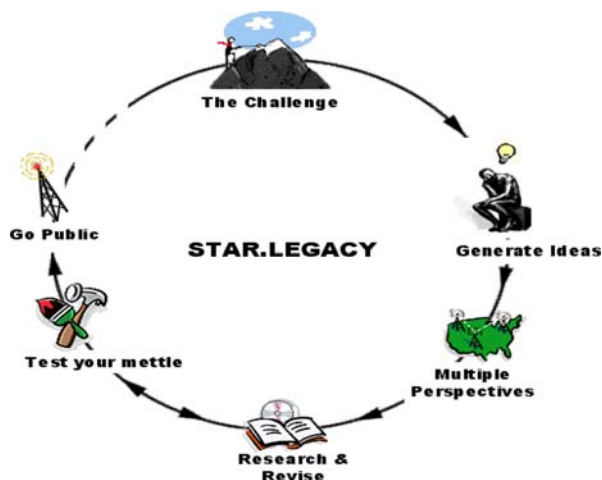 The Challenge
Generate Ideas
Multiple
Perspectives
Research &
Revise
Test your mettle
Go Public
STAR.LEGACY